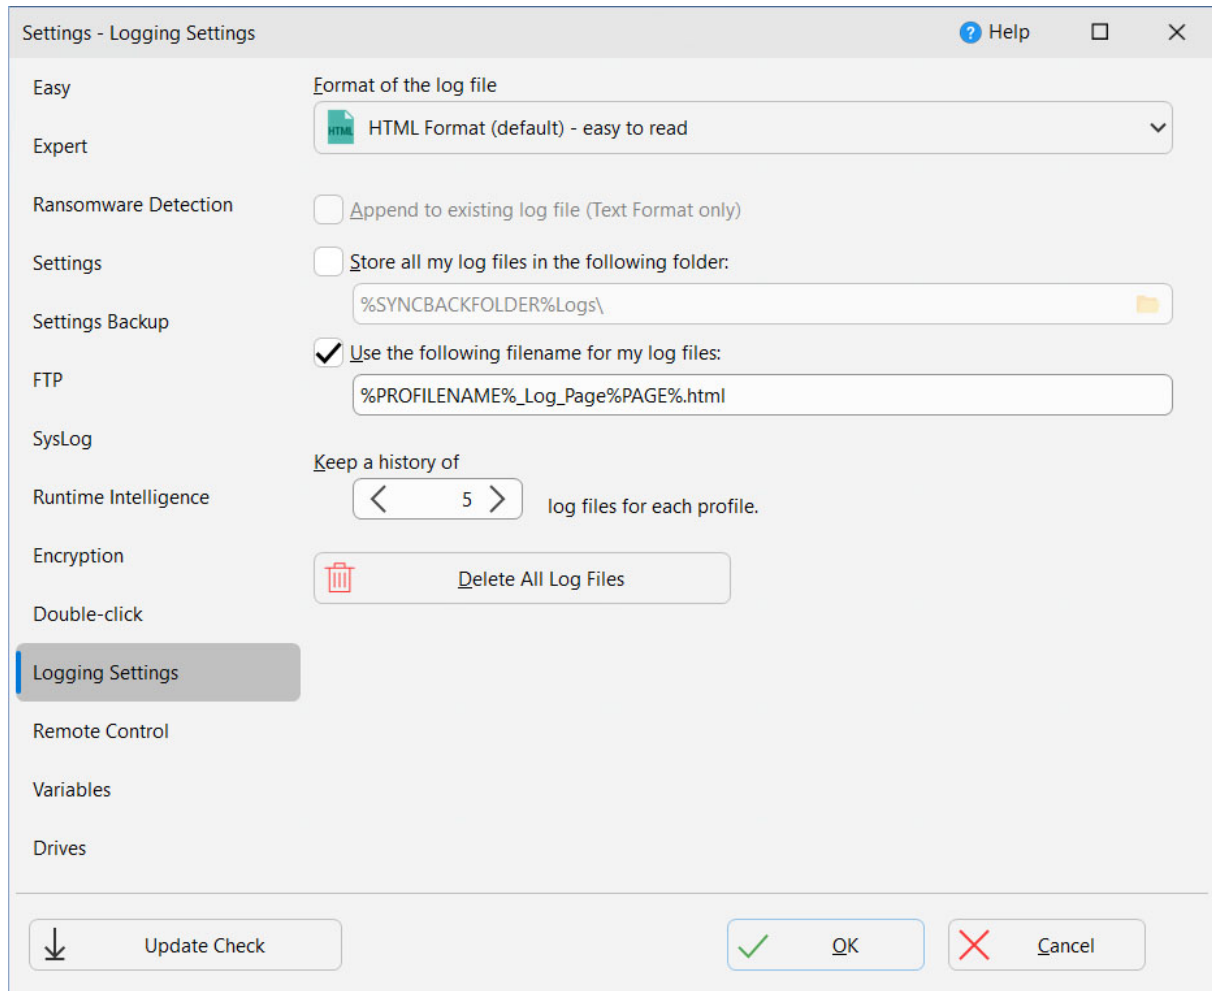 Settings - Logging Settings
? Help
Easy
Expert
Ransomware Detection
Settings
Settings Backup
FTP
SysLog
Runtime Intelligence
Encryption
Double-click
Logging Settings
Remote Control
Variables
Drives
Format of the log file
HTML HTML Format (default) - easy to read
Append to existing log file (Text Format only)
Store all my log files in the following folder:
%SYNCBACKFOLDER%Logs\
Use the following filename for my log files:
%PROFILENAME%_Log_Page%PAGE%.html
Keep a history of
5 log files for each profile.
Delete All Log Files
Update Check
OK
Cancel